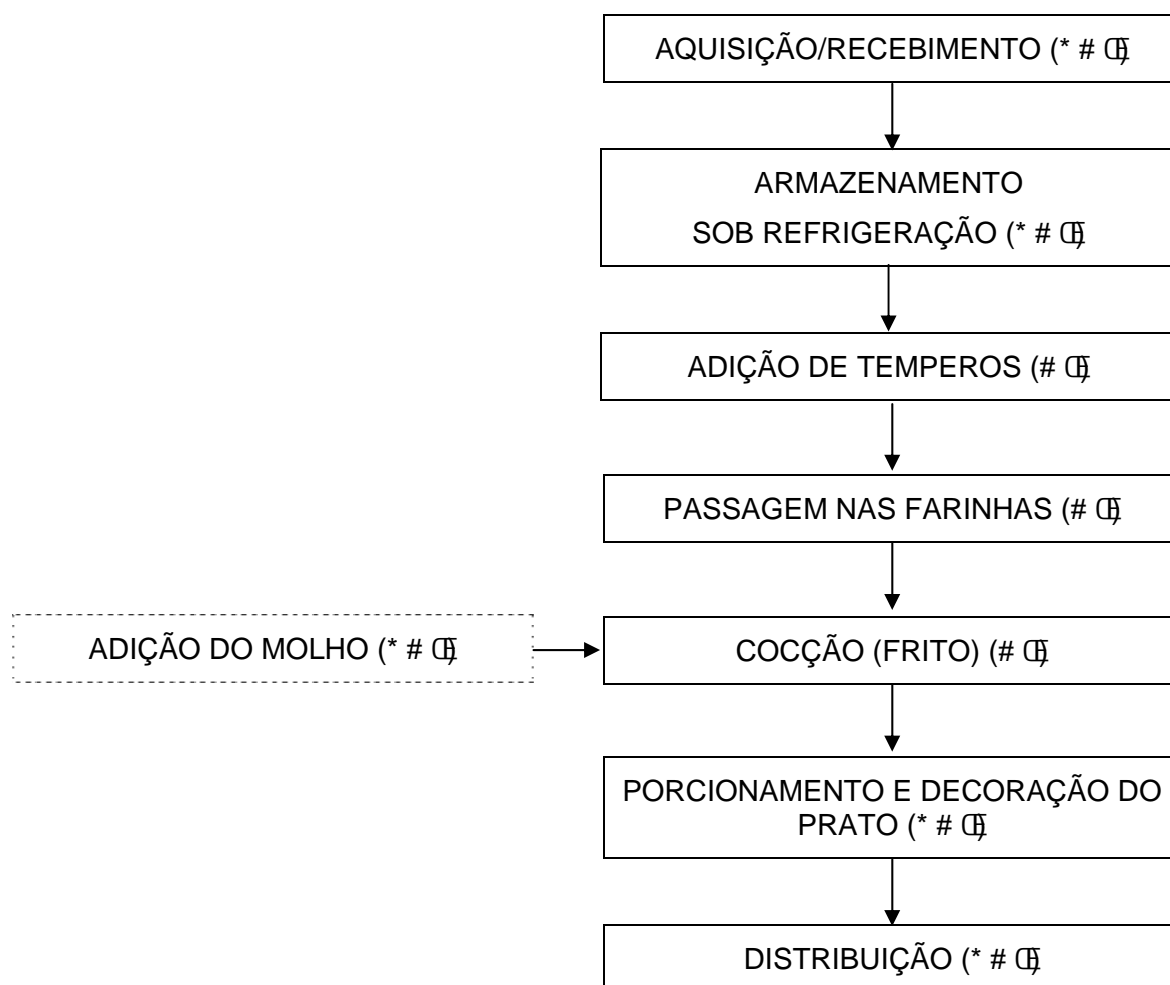 AQUISIÇÃO/RECEBIMENTO (* # )
ARMAZENAMENTO
SOB REFRIGERAÇÃO (* # )
ADIÇÃO DE TEMPEROS (# )
PASSAGEM NAS FARINHAS (# )
ADIÇÃO DO MOLHO (* # )
COCÇÃO (FRITO) (# )
PORCIONAMENTO E DECORAÇÃO DO
PRATO (* # )
DISTRIBUIÇÃO (* # )